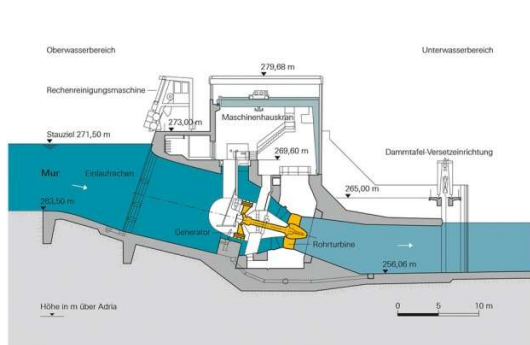 Oberwasserbereich
Unterwasserbereich
279,68 m
Rechenreinigungsmaschine
Maschinenhauskran
273,00 m
Stauziel 271,50 m
269,60 m
Dammtafel-Versetzeinrichtung
Mur
Einlaufrechen
265,00 m
263,50 m
Generator
Rohrturbine
256,06 m
Höhe in m über Adria
0 5 10 m